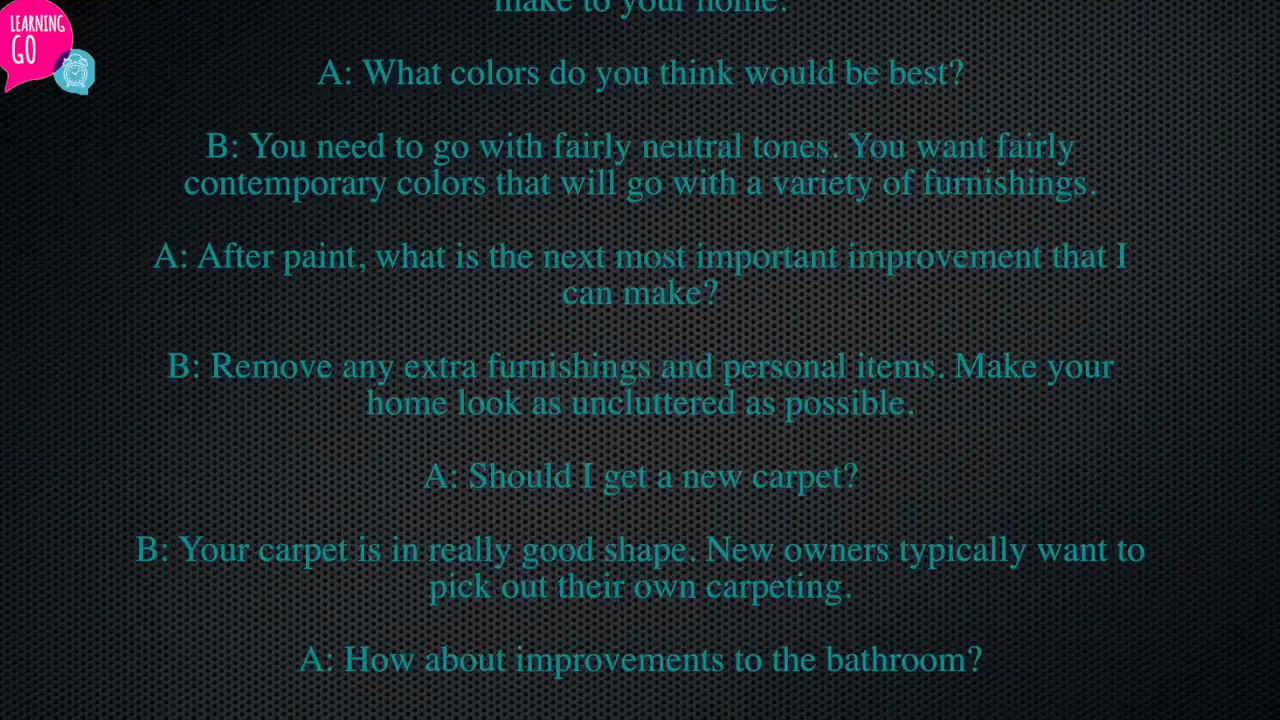 LEARNING
GO
make to your home.
A: What colors do you think would be best?
B: You need to go with fairly neutral tones. You want fairly
contemporary colors that will go with a variety of furnishings.
A: After paint, what is the next most important improvement that I
can make?
B: Remove any extra furnishings and personal items. Make your
home look as uncluttered as possible.
A: Should I get a new carpet?
B: Your carpet is in really good shape. New owners typically want to
pick out their own carpeting.
A: How about improvements to the bathroom?